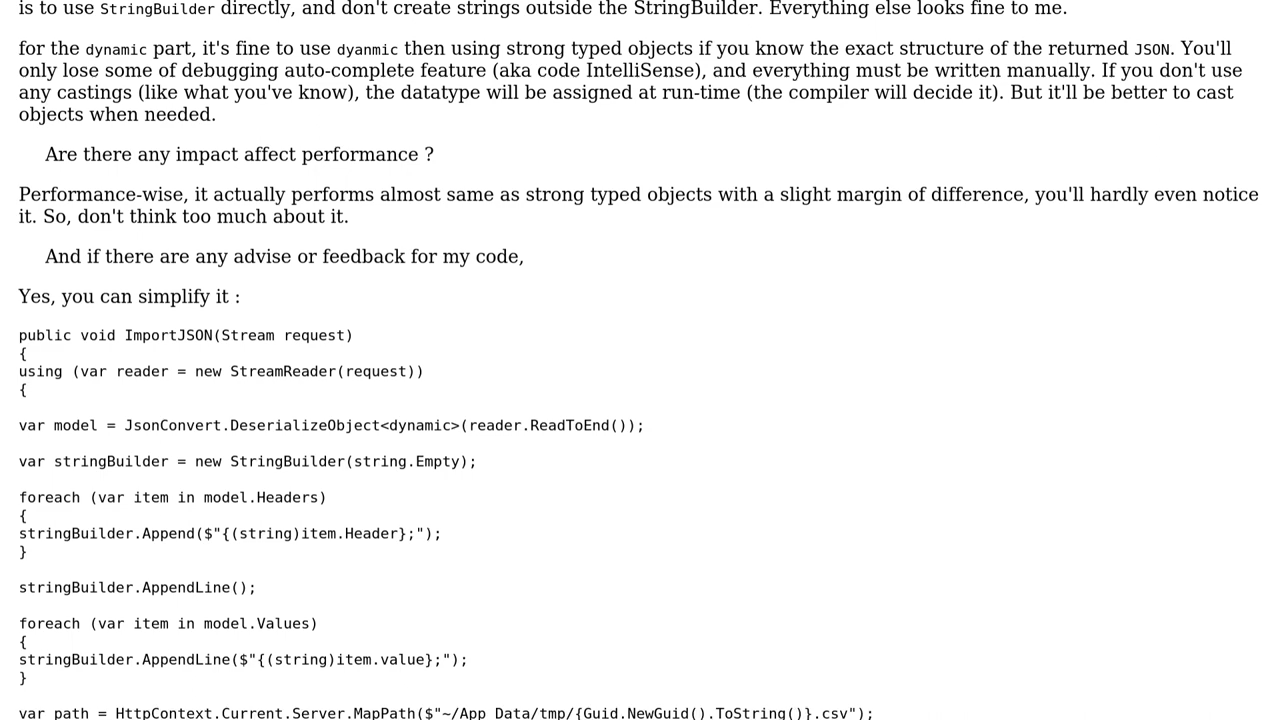 is to use StringBuilder directly, and don't create strings outside the StringBuilder. Everything else looks fine to me.
for the dynamic part, it's fine to use dyanmic then using strong typed objects if you know the exact structure of the returned JSON. You'll
only lose some of debugging auto-complete feature (aka code IntelliSense), and everything must be written manually. If you don't use
any castings (like what you've know), the datatype will be assigned at run-time (the compiler will decide it). But it'll be better to cast
objects when needed.
Are there any impact affect performance ?
Performance-wise, it actually performs almost same as strong typed objects with a slight margin of difference, you'll hardly even notice
it. So, don't think too much about it.
And if there are any advise or feedback for my code,
Yes, you can simplify it :
public void ImportJSON(Stream request)
{
using (var reader = new StreamReader(request))
{
var model = JsonConvert.DeserializeObject<dynamic>(reader.ReadToEnd());
var stringBuilder = new StringBuilder(string.Empty);
foreach (var item in model.Headers)
{
stringBuilder.Append($"{(string)item.Header};");
}
stringBuilder.AppendLine();
foreach (var item in model.Values)
{
stringBuilder.AppendLine($"{(string)item.value};");
}
var path = HttpContext.Current.Server.MapPath($"~/App_Data/tmp/{Guid.NewGuid().ToString()}.csv");